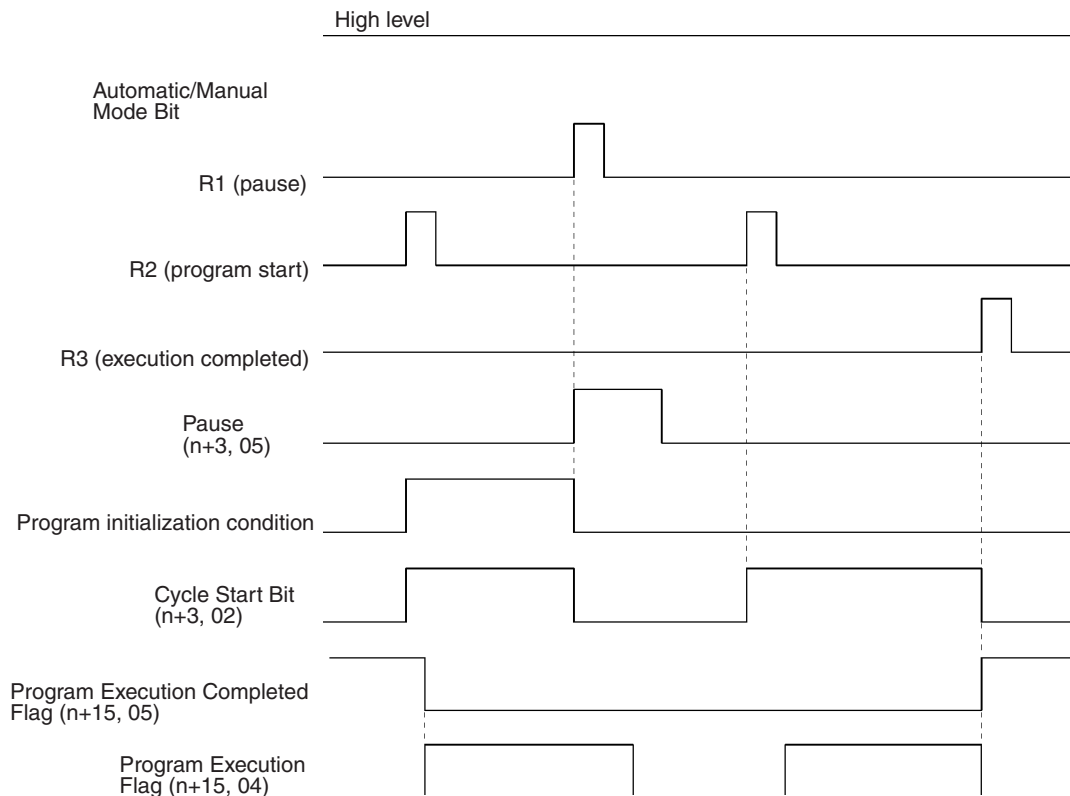 High level
Automatic/Manual
Mode Bit
R1 (pause)
R2 (program start)
R3 (execution completed)
Pause
(n+3, 05)
Program initialization condition
Cycle Start Bit
(n+3, 02)
Program Execution Completed
Flag (n+15, 05)
Program Execution
Flag (n+15, 04)